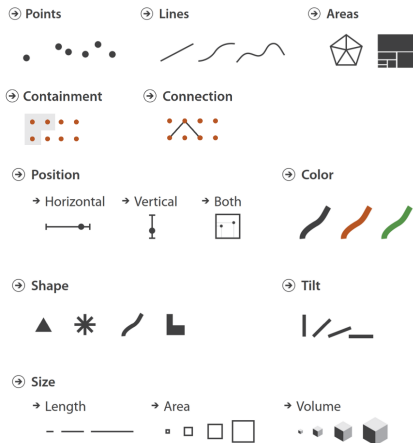 Points
Lines
Areas
Containment
Connection
Position
Horizontal
Vertical
Both
Color
Shape
Tilt
Size
Length
Area
Volume